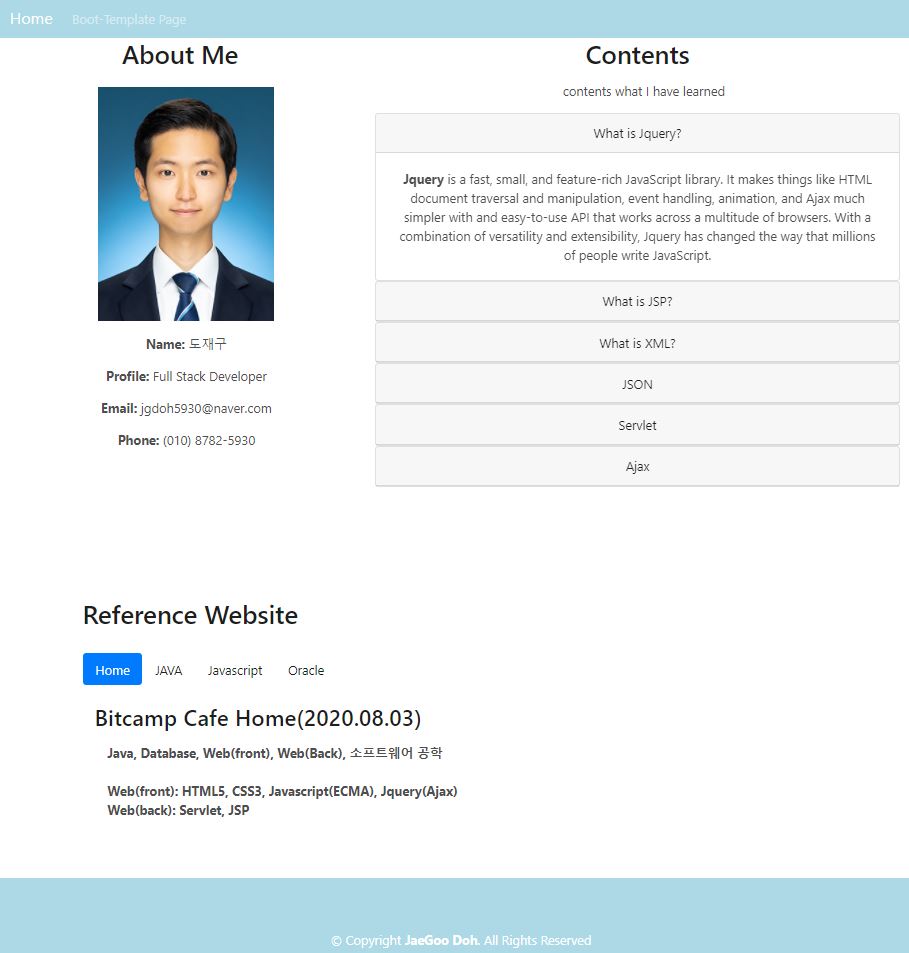 Home Boot-Template Page
About Me
Name: 도재구
Profile: Full Stack Developer
Email: jgdoh5930@naver.com
Phone: (010) 8782-5930
Contents
contents what I have learned
What is Jquery?
Jquery is a fast, small, and feature-rich JavaScript library. It makes things like HTML
document traversal and manipulation, event handling, animation, and Ajax much
simpler with and easy-to-use API that works across a multitude of browsers. With a
combination of versatility and extensibility, Jquery has changed the way that millions
of people write JavaScript.
What is JSP?
What is XML?
JSON
Servlet
Ajax
Reference Website
Home JAVA Javascript Oracle
Bitcamp Cafe Home(2020.08.03)
Java, Database, Web(front), Web(Back), 소프트웨어 공학
Web(front): HTML5, CSS3, Javascript(ECMA), Jquery(Ajax)
Web(back): Servlet, JSP
© Copyright JaeGoo Doh. All Rights Reserved